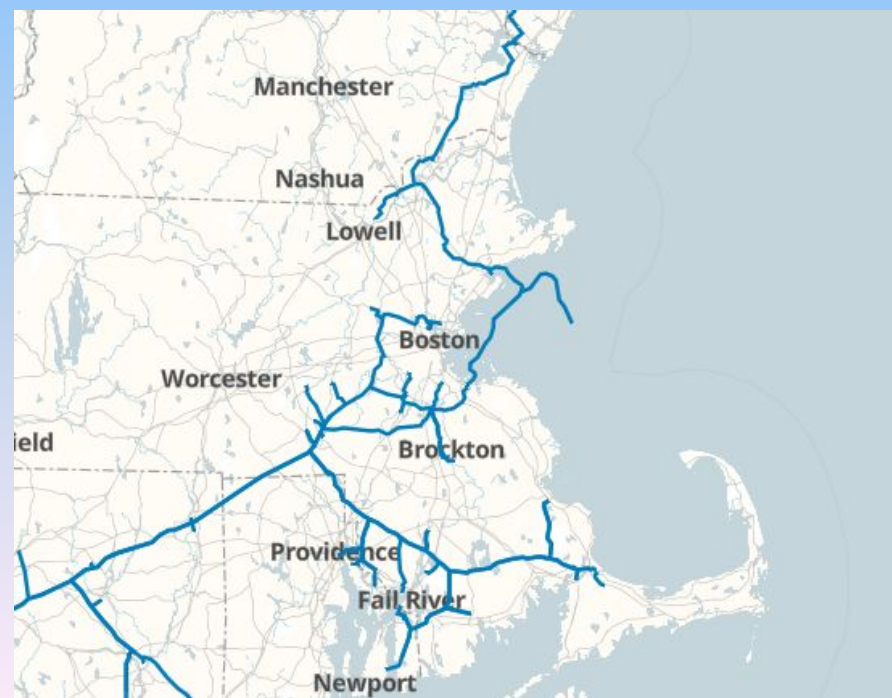 Manchester
Nashua
Lowell
Boston
Worcester
ield
Brockton
Providence
Fall River
Newport